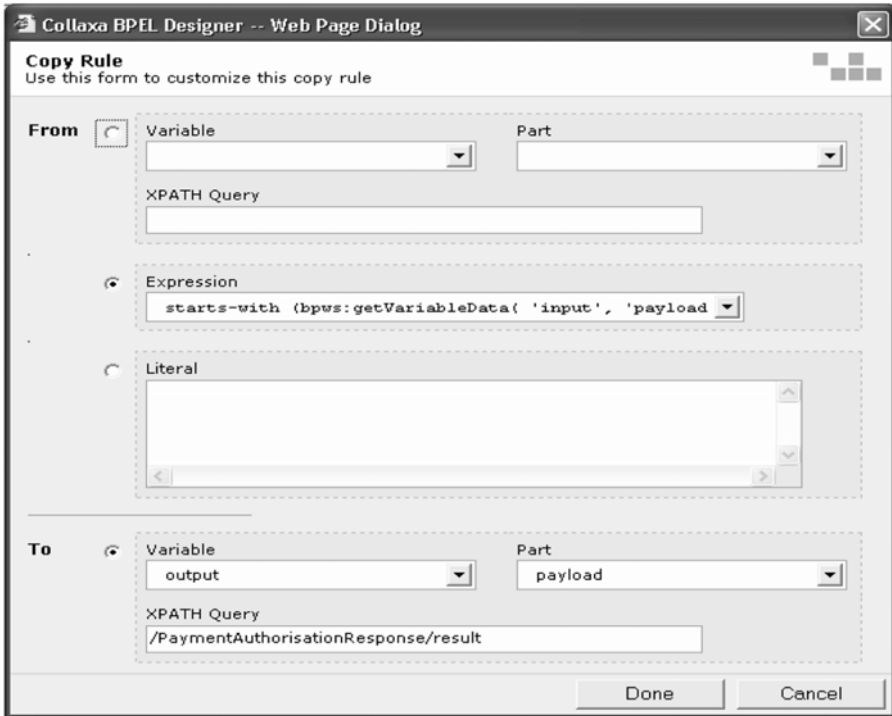 Collaxa BPEL Designer -- Web Page Dialog
Copy Rule
Use this form to customize this copy rule
From
Variable
Part
XPATH Query
Expression
starts-with (bpws:getVariableData( 'input', 'payload
Literal
To
Variable
Part
output
payload
XPATH Query
/PaymentAuthorisationResponse/result
Done
Cancel